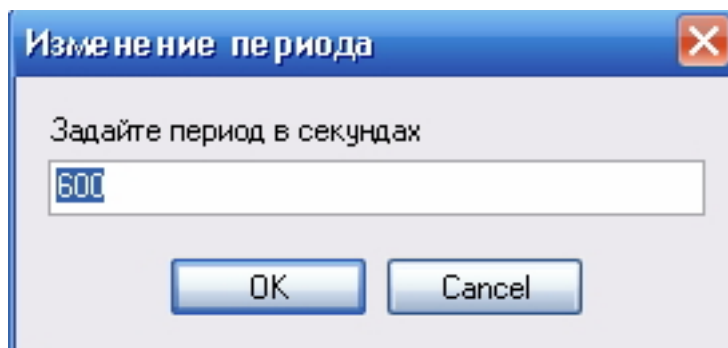 Изменение периода
Задайте период в секундах
600
OK
Cancel